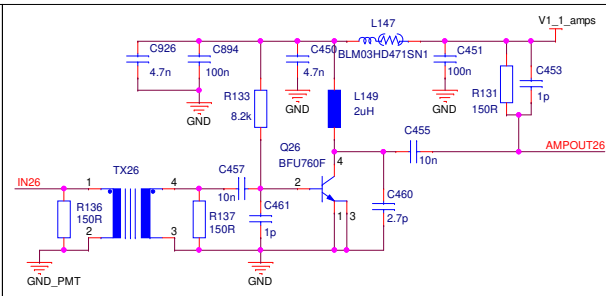 L147
V1_1_amps
BLM03HD471SN1
C926
4.7n
C894
100n
C450
4.7n
C451
100n
R131
150R
C453
1p
GND
GND
GND
R133
8.2k
L149
2uH
C455
10n
AMPOUT26
Q26
BFU760F
4
IN26
TX26
1
4
C457
10n
2
C460
2.7p
R136
150R
R137
150R
C461
1p
1
3
2
3
GND_PMT
GND